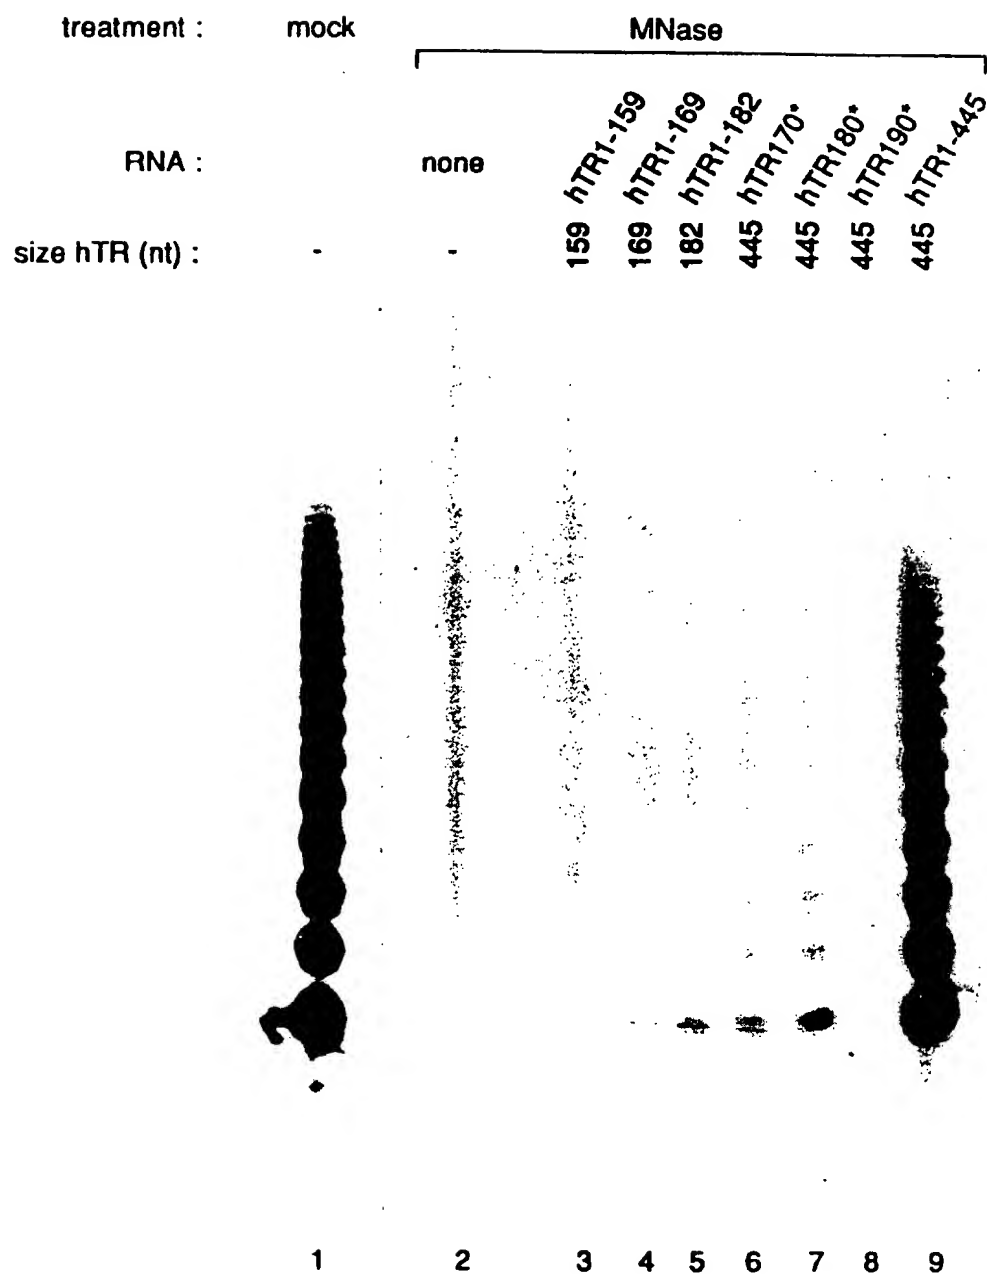 treatment : mock MNase
RNA : none hTR1-159 hTR1-169 hTR1-182 hTR170* hTR180* hTR190* hTR1-445
size hTR (nt) : - - 159 169 182 445 445 445 445
1 2 3 4 5 6 7 8 9